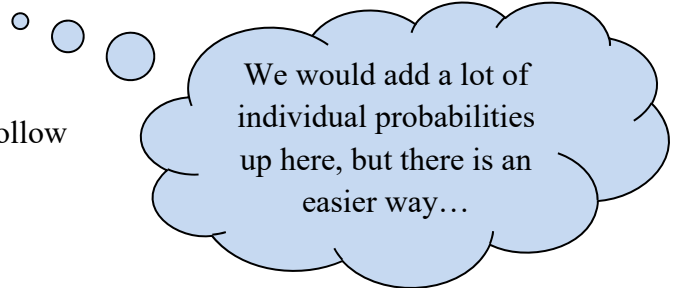 We would add a lot of
individual probabilities
ollow
up here, but there is an
easier way…